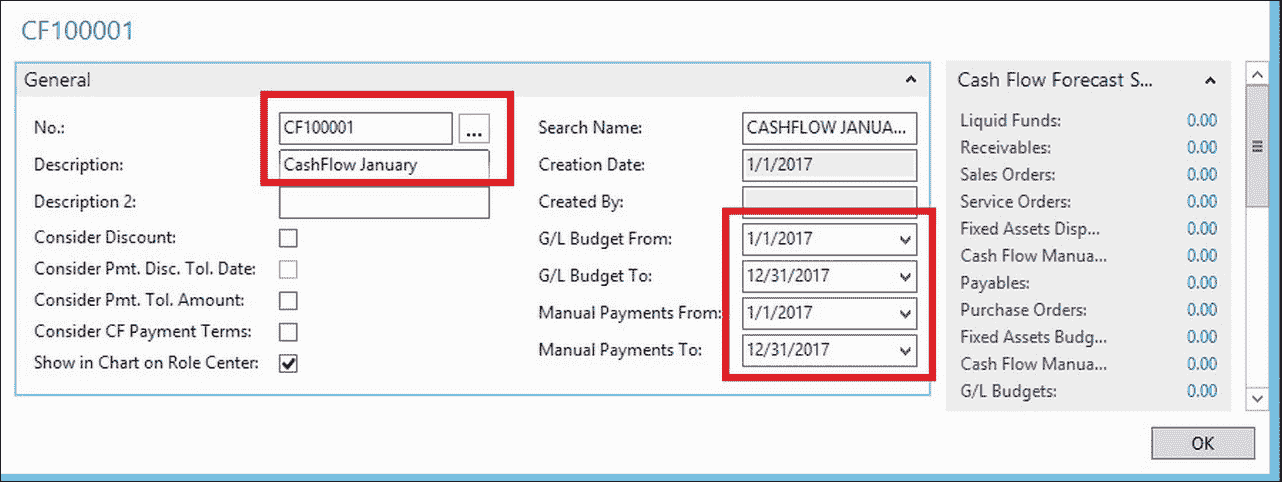 CF100001
General
No.: CF100001 ...
Description: CashFlow January
Description 2:
Consider Discount:
Consider Pmt. Disc. Tol. Date:
Consider Pmt. Tol. Amount:
Consider CF Payment Terms:
Show in Chart on Role Center:
Search Name: CASHFLOW JANUA...
Creation Date: 1/1/2017
Created By:
G/L Budget From: 1/1/2017
G/L Budget To: 12/31/2017
Manual Payments From: 1/1/2017
Manual Payments To: 12/31/2017
Cash Flow Forecast S...
Liquid Funds: 0.00
Receivables: 0.00
Sales Orders: 0.00
Service Orders: 0.00
Fixed Assets Disp... 0.00
Cash Flow Manua... 0.00
Payables: 0.00
Purchase Orders: 0.00
Fixed Assets Budg... 0.00
Cash Flow Manua... 0.00
G/L Budgets: 0.00
OK